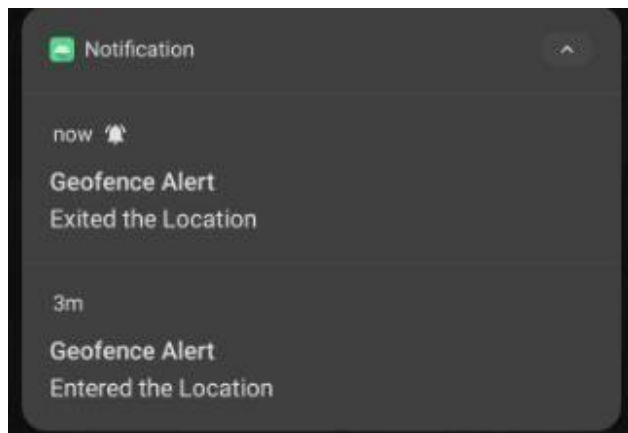 Notification
now
Geofence Alert
Exited the Location
3m
Geofence Alert
Entered the Location